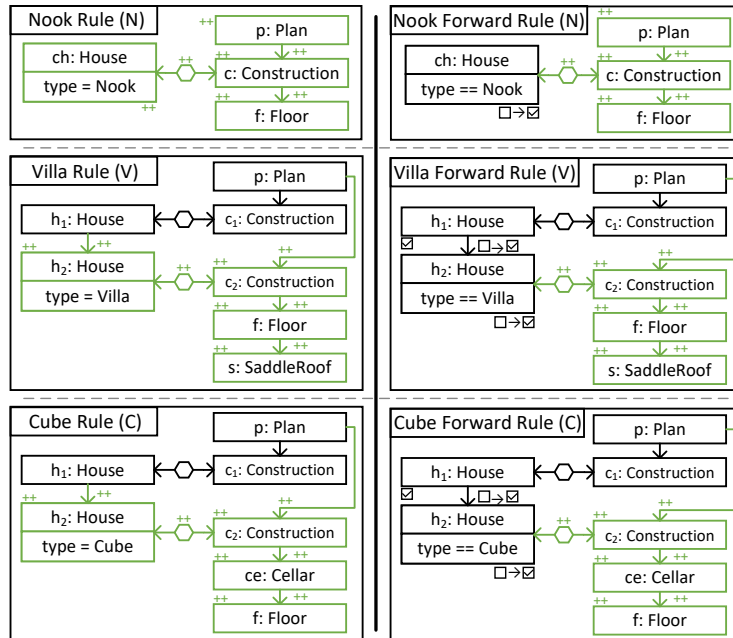 Nook Rule (N)
++
p: Plan
++ ++
ch: House
type = Nook
++
++
++
c: Construction
++ ++
f: Floor
Nook Forward Rule (N)
++
p: Plan
++ ++
ch: House
type == Nook
☐→☑
++
c: Construction
++ ++
f: Floor
Villa Rule (V)
p: Plan
h₁: House
c₁: Construction
++ ++
++
h₂: House
type = Villa
++
++
c₂: Construction
++ ++
f: Floor
++ ++
s: SaddleRoof
Villa Forward Rule (V)
p: Plan
h₁: House
c₁: Construction
☑
☐→☑
++
h₂: House
type == Villa
☐→☑
++
++
c₂: Construction
++ ++
f: Floor
++ ++
s: SaddleRoof
Cube Rule (C)
p: Plan
h₁: House
c₁: Construction
++ ++
++
h₂: House
type = Cube
++
++
c₂: Construction
++ ++
ce: Cellar
++ ++
f: Floor
Cube Forward Rule (C)
p: Plan
h₁: House
c₁: Construction
☑
☐→☑
++
h₂: House
type == Cube
☐→☑
++
++
c₂: Construction
++ ++
ce: Cellar
++ ++
f: Floor